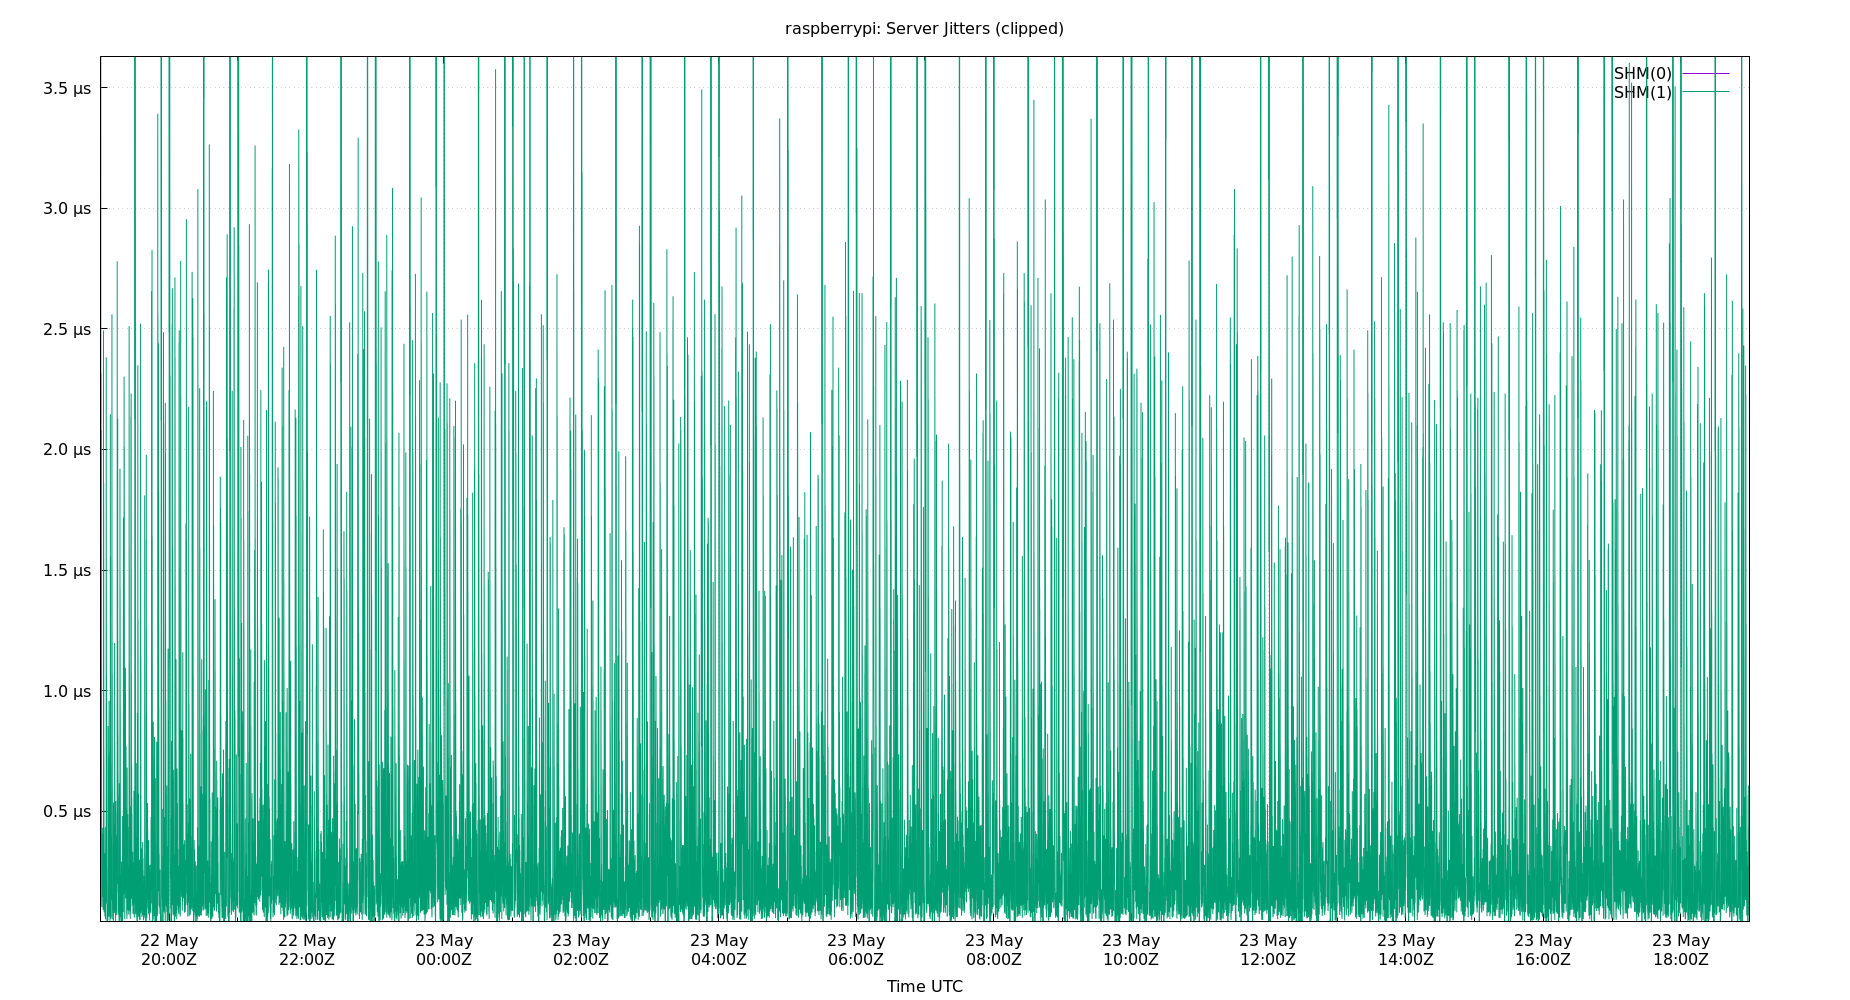 raspberrypi: Server Jitters (clipped)
SHM(0)
SHM(1)
3.5 µs
3.0 µs
2.5 µs
2.0 µs
1.5 µs
1.0 µs
0.5 µs
22 May 22 May 23 May 23 May 23 May 23 May 23 May 23 May 23 May 23 May 23 May 23 May
20:00Z 22:00Z 00:00Z 02:00Z 04:00Z 06:00Z 08:00Z 10:00Z 12:00Z 14:00Z 16:00Z 18:00Z
Time UTC